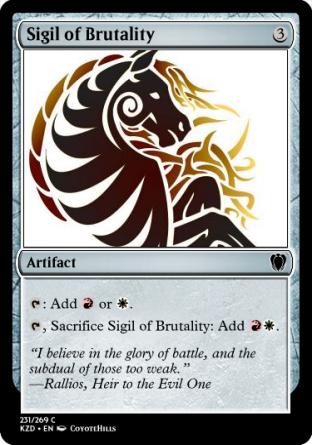 Sigil of Brutality 3
Artifact
: Add or .
, Sacrifice Sigil of Brutality: Add .
“I believe in the glory of battle, and the
subdual of those too weak.”
—Rallios, Heir to the Evil One
231/269 C
KZD • EN CoyoteHills